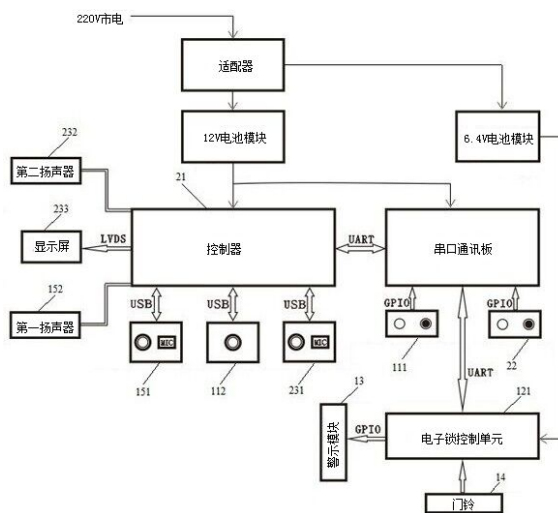 220V市电
适配器
12V电池模块
6.4V电池模块
232
第二扬声器
21
233
显示屏
LVDS
控制器
UART
串口通讯板
152
第一扬声器
USB
USB
USB
GPIO
GPIO
MIC
MIC
111
22
151
112
231
UART
13
121
警示模块
GPIO
电子锁控制单元
14
门铃